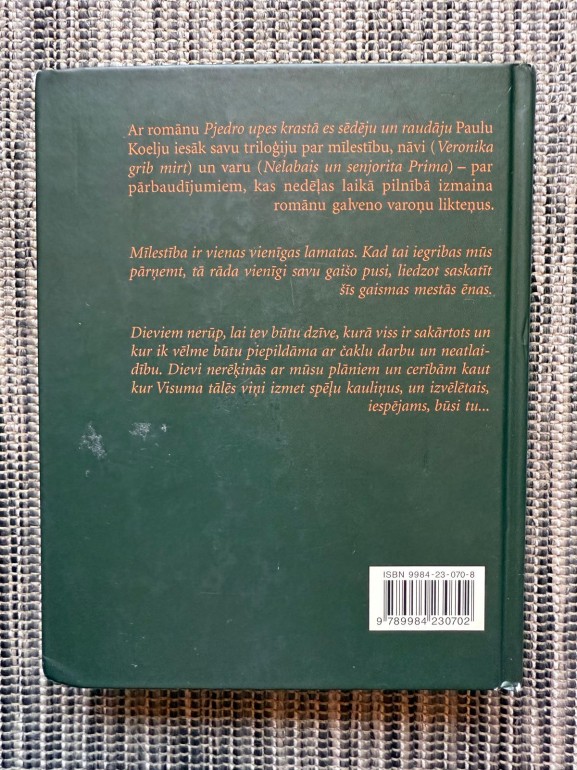 Ar romānu Pjedro upes krastā es sēdēju un raudāju Paulu
Koelju iesāk savu triloģiju par mīlestību, nāvi (Veronika
grib mirt) un varu (Nelabais un senjorita Prima) – par
pārbaudījumiem, kas nedēļas laikā pilnībā izmaina
romānu galveno varoņu likteņus.
Mīlestība ir vienas vienīgas lamatas. Kad tai iegribas mūs
pārņemt, tā rāda vienīgi savu gaišo pusi, liedzot saskatīt
šīs gaismas mestās ēnas.
Dieviem nerūp, lai tev būtu dzīve, kurā viss ir sakārtots un
kur ik vēlme būtu piepildāma ar čaklu darbu un neatlai-
dību. Dievi nerēķinās ar mūsu plāniem un cerībām kaut
kur Visuma tālēs viņi izmet spēļu kauliņus, un izvēlētais,
iespējams, būsi tu...
ISBN 9984-23-070-8
9 789984 230702